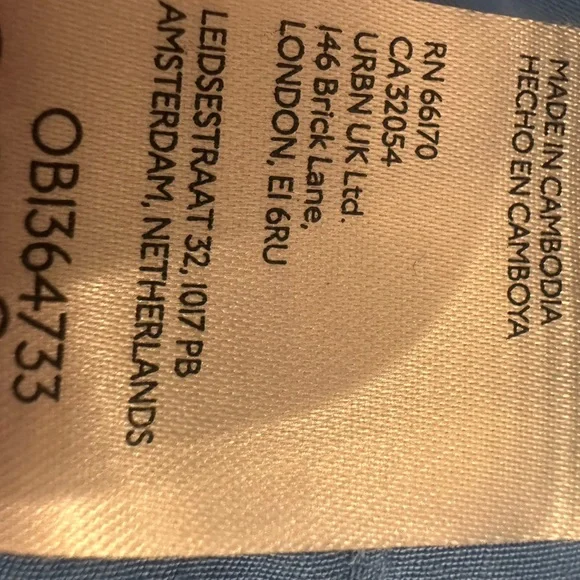 MADE IN CAMBODIA
HECHO EN CAMBOYA
RN 66170
CA 32054
URBN UK Ltd.
146 Brick Lane,
LONDON, E1 6RU
LEIDSESTRAAT 32, 1017 PB
AMSTERDAM, NETHERLANDS
OB1364733